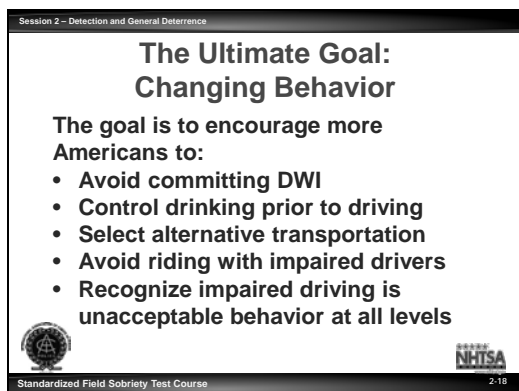 Session 2 – Detection and General Deterrence
The Ultimate Goal:
Changing Behavior
The goal is to encourage more
Americans to:
• Avoid committing DWI
• Control drinking prior to driving
• Select alternative transportation
• Avoid riding with impaired drivers
• Recognize impaired driving is
unacceptable behavior at all levels
NHTSA
Standardized Field Sobriety Test Course
2-18